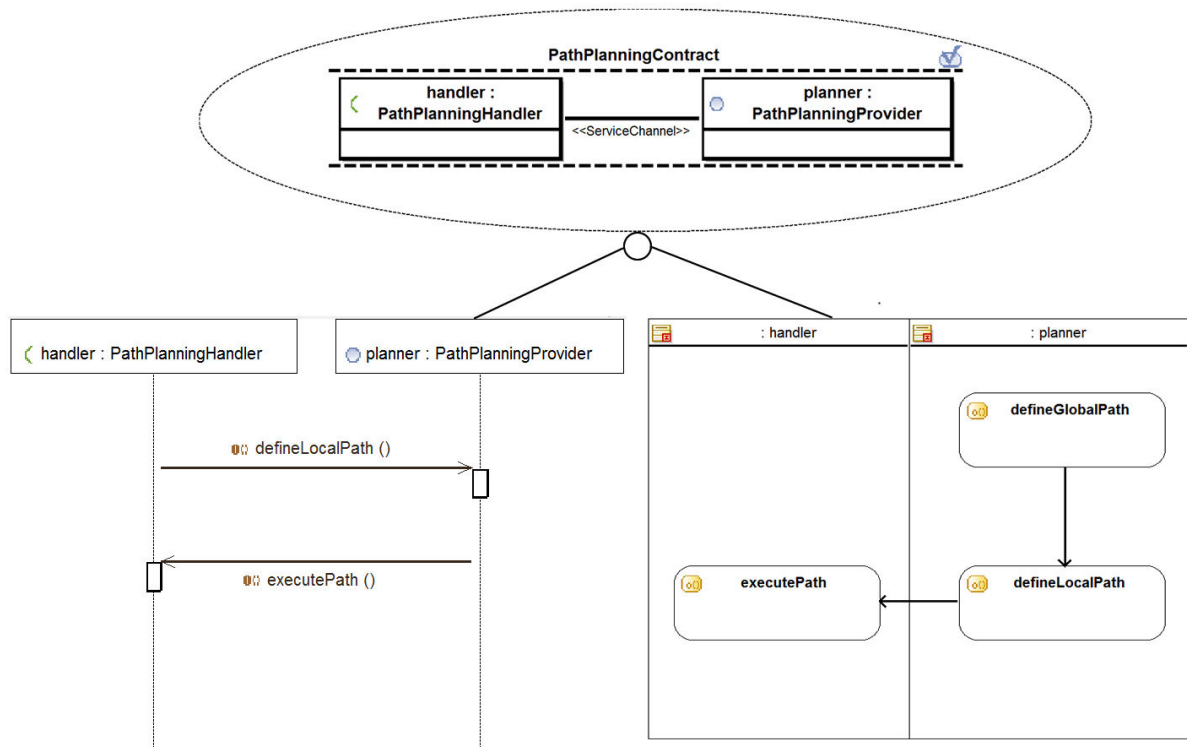 PathPlanningContract
handler :
PathPlanningHandler
<<ServiceChannel>>
planner :
PathPlanningProvider
handler : PathPlanningHandler
planner : PathPlanningProvider
defineLocalPath ()
executePath ()
: handler
: planner
defineGlobalPath
executePath
defineLocalPath